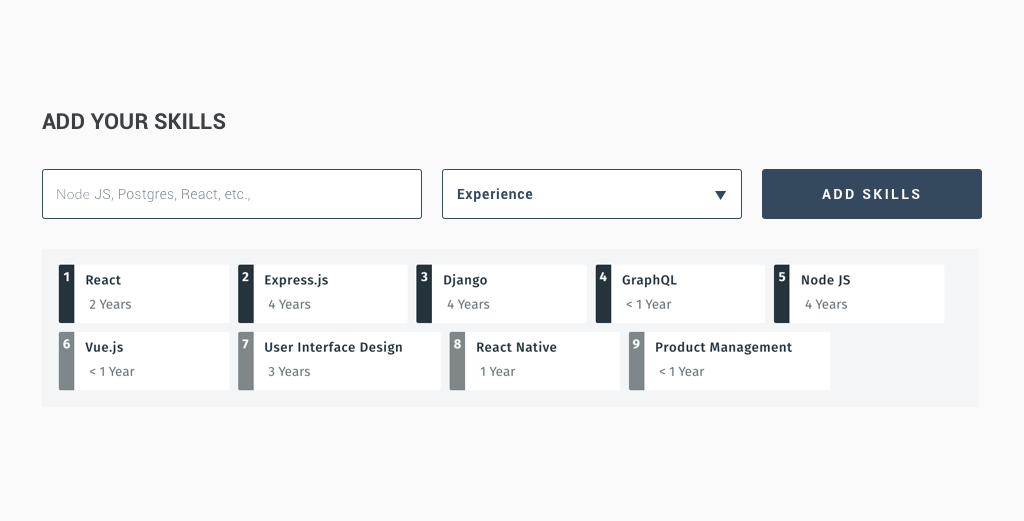 ADD YOUR SKILLS
Node JS, Postgres, React, etc.,
Experience
ADD SKILLS
1 React
2 Years
2 Express.js
4 Years
3 Django
4 Years
4 GraphQL
< 1 Year
5 Node JS
4 Years
6 Vue.js
< 1 Year
7 User Interface Design
3 Years
8 React Native
1 Year
9 Product Management
< 1 Year